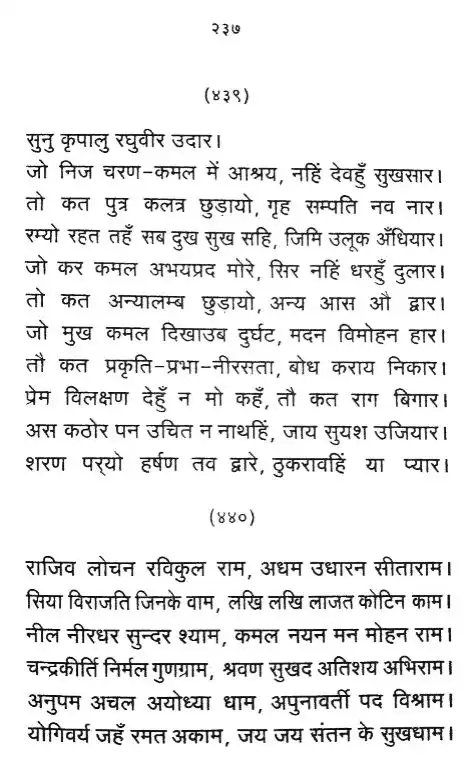 २३७
(४३९)
सुनु कृपालु रघुवीर उदार।
जो निज चरण-कमल में आश्रय, नहिं देवहुँ सुखसार।
तो कत पुत्र कलत्र छुड़ायो, गृह सम्पति नव नार।
रम्यो रहत तहँ सब दुख सुख सहि, जिमि उलूक अँधियार।
जो कर कमल अभयप्रद मोरे, सिर नहिं धरहुँ दुलार।
तो कत अन्यालम्ब छुड़ायो, अन्य आस औ द्वार।
जो मुख कमल दिखाउब दुर्घट, मदन विमोहन हार।
तौ कत प्रकृति-प्रभा-नीरसता, बोध कराय निकार।
प्रेम विलक्षण देहुँ न मो कहँ, तौ कत राग बिगार।
अस कठोर पन उचित न नाथहिं, जाय सुयश उजियार।
शरण पर्‌यो हर्षण तव द्वारे, ठुकरावहिं या प्यार।
(४४०)
राजिव लोचन रविकुल राम, अधम उधारन सीताराम।
सिया विराजति जिनके वाम, लखि लखि लाजत कोटिन काम।
नील नीरधर सुन्दर श्याम, कमल नयन मन मोहन राम।
चन्द्रकीर्ति निर्मल गुणग्राम, श्रवण सुखद अतिशय अभिराम।
अनुपम अचल अयोध्या धाम, अपुनावर्ती पद विश्राम।
योगिवर्य जहँ रमत अकाम, जय जय संतन के सुखधाम।